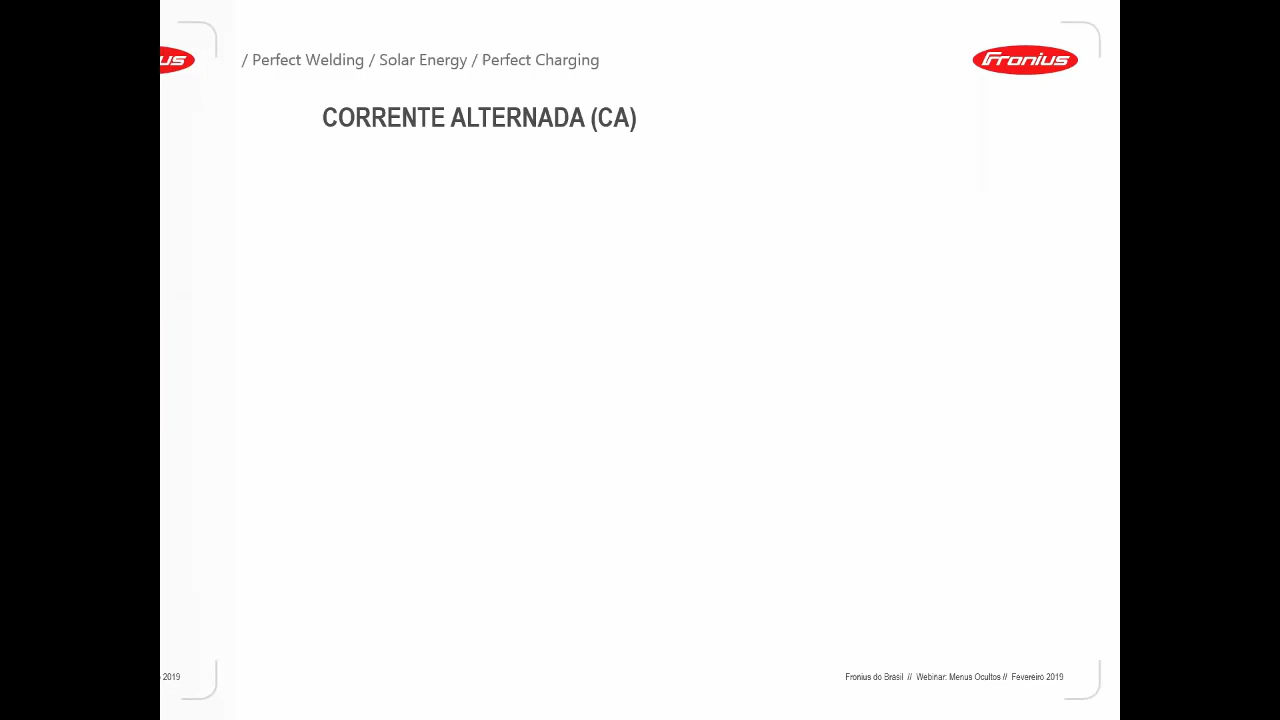 us
/ Perfect Welding / Solar Energy / Perfect Charging
Fronius
CORRENTE ALTERNADA (CA)
2019
Fronius do Brasil // Webinar: Menus Ocultos // Fevereiro 2019